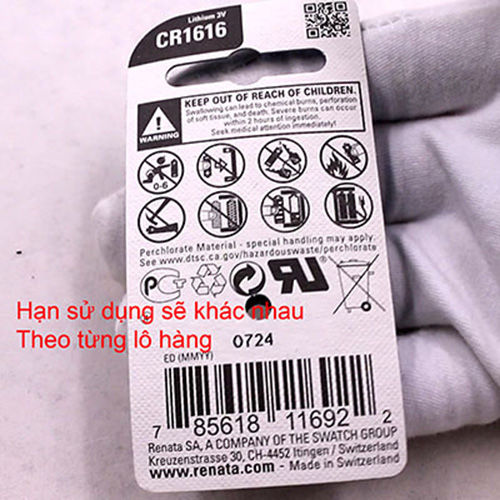 Lithium 3V
CR1616
KEEP OUT OF REACH OF CHILDREN.
Swallowing can lead to chemical burns, perforation
of soft tissue, and death. Severe burns can occur
within 2 hours of ingestion.
Seek medical attention immediately!
WARNING
0-6
Perchlorate Material - special handling may apply.
See www.dtsc.ca.gov/hazardouswaste/perchlorate
Hạn sử dụng sẽ khác nhau
Theo từng lô hàng
0724
ED (MMYY)
7 85618 11692 2
Renata SA, A COMPANY OF THE SWATCH GROUP
Kreuzenstrasse 30, CH-4452 Itingen / Switzerland
www.renata.com - Made in Switzerland